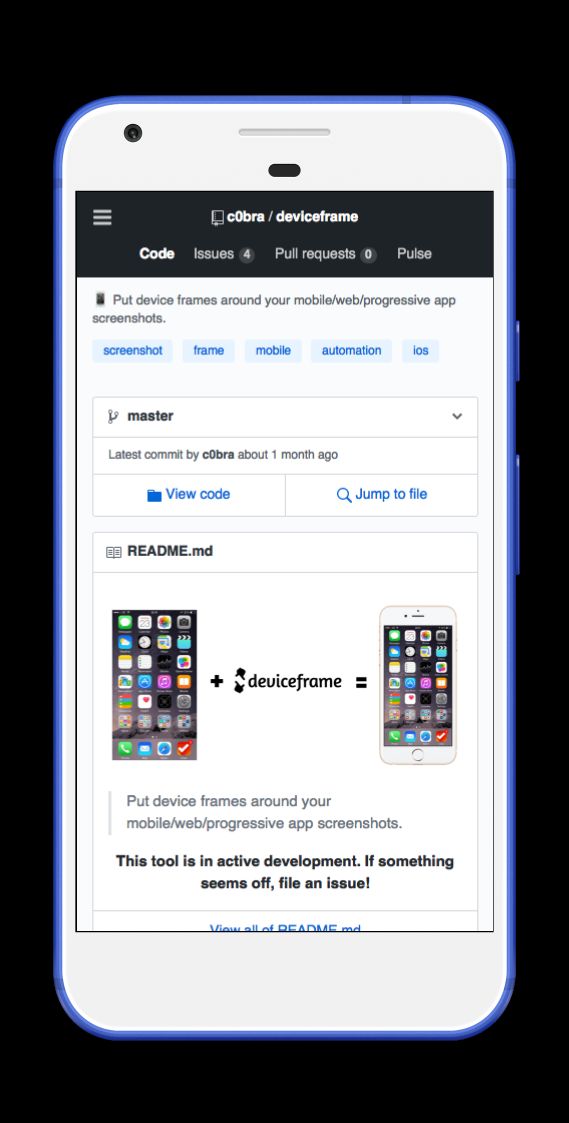 c0bra / deviceframe
Code Issues 4 Pull requests 0 Pulse
Put device frames around your mobile/web/progressive app
screenshots.
screenshot frame mobile automation ios
master
Latest commit by c0bra about 1 month ago
View code Jump to file
README.md
+ deviceframe =
Put device frames around your
mobile/web/progressive app screenshots.
This tool is in active development. If something
seems off, file an issue!
View all of README.md